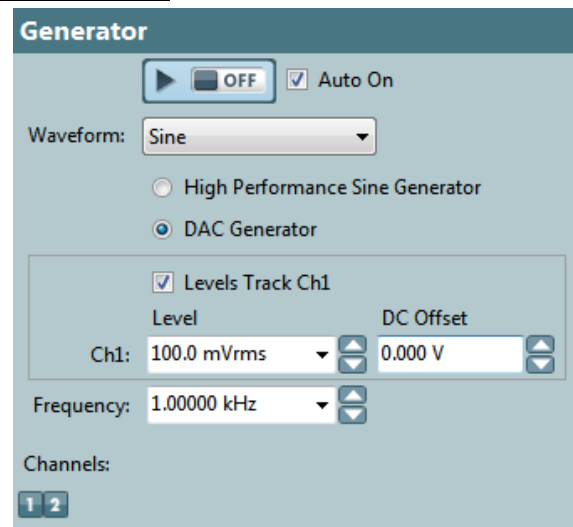 Generator
OFF Auto On
Waveform: Sine
High Performance Sine Generator
DAC Generator
Levels Track Ch1
Level DC Offset
Ch1: 100.0 mVrms 0.000 V
Frequency: 1.00000 kHz
Channels:
1 2